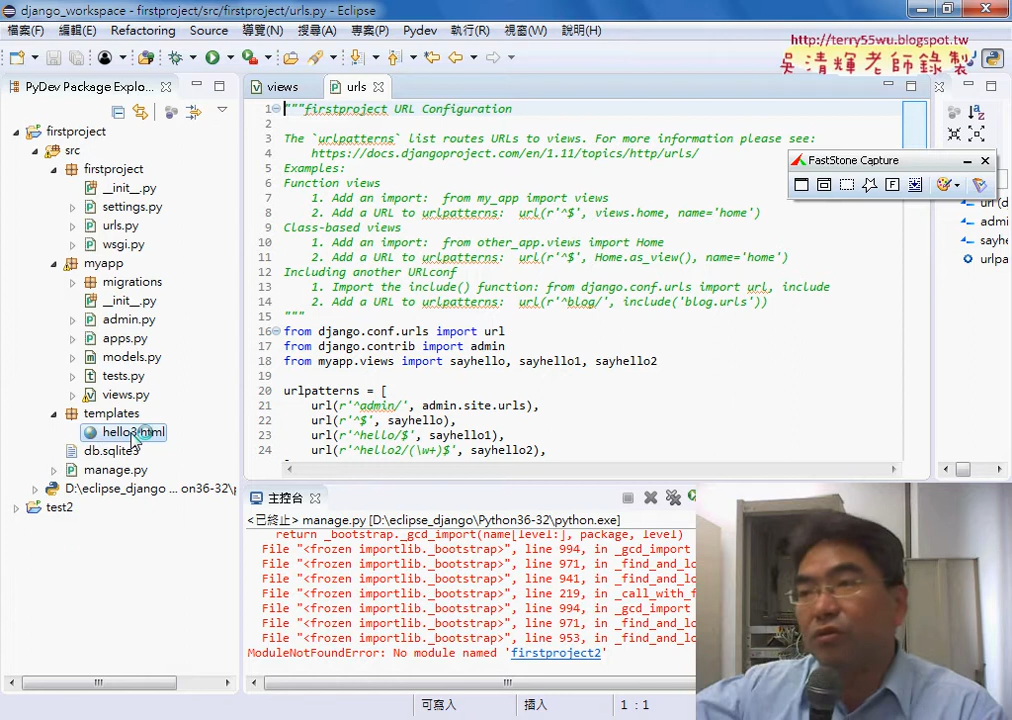 django_workspace - firstproject/src/firstproject/urls.py - Eclipse
檔案(F) 編輯(E) Refactoring Source 導覽(N) 搜尋(A) 專案(P) Pydev 執行(R) 視窗(W) 說明(H)
http://terry55wu.blogspot.tw
吳清輝老師錄製
PyDev Package Explo...
views
urls
firstproject
src
firstproject
__init__.py
settings.py
urls.py
wsgi.py
myapp
migrations
__init__.py
admin.py
apps.py
models.py
tests.py
views.py
templates
hello3.html
db.sqlite3
manage.py
D:\eclipse_django ... on36-32\
test2
1 """firstproject URL Configuration
2
3 The `urlpatterns` list routes URLs to views. For more information please see:
4 https://docs.djangoproject.com/en/1.11/topics/http/urls/
5 Examples:
6 Function views
7 1. Add an import: from my_app import views
8 2. Add a URL to urlpatterns: url(r'^$', views.home, name='home')
9 Class-based views
10 1. Add an import: from other_app.views import Home
11 2. Add a URL to urlpatterns: url(r'^$', Home.as_view(), name='home')
12 Including another URLconf
13 1. Import the include() function: from django.conf.urls import url, include
14 2. Add a URL to urlpatterns: url(r'^blog/', include('blog.urls'))
15 """
16 from django.conf.urls import url
17 from django.contrib import admin
18 from myapp.views import sayhello, sayhello1, sayhello2
19
20 urlpatterns = [
21 url(r'^admin/', admin.site.urls),
22 url(r'^$', sayhello),
23 url(r'^hello/$', sayhello1),
24 url(r'^hello2/(\w+)$', sayhello2),
FastStone Capture
url (d
admi
sayh
urlpa
主控台
<已終止> manage.py [D:\eclipse_django\Python36-32\python.exe]
return _bootstrap._gcd_import(name[level:], package, level)
File "<frozen importlib._bootstrap>", line 994, in _gcd_import
File "<frozen importlib._bootstrap>", line 971, in _find_and_lo
File "<frozen importlib._bootstrap>", line 941, in _find_and_lo
File "<frozen importlib._bootstrap>", line 219, in _call_with_f
File "<frozen importlib._bootstrap>", line 994, in _gcd_import
File "<frozen importlib._bootstrap>", line 971, in _find_and_lo
File "<frozen importlib._bootstrap>", line 953, in _find_and_lo
ModuleNotFoundError: No module named 'firstproject2'
可寫入 插入 1 : 1